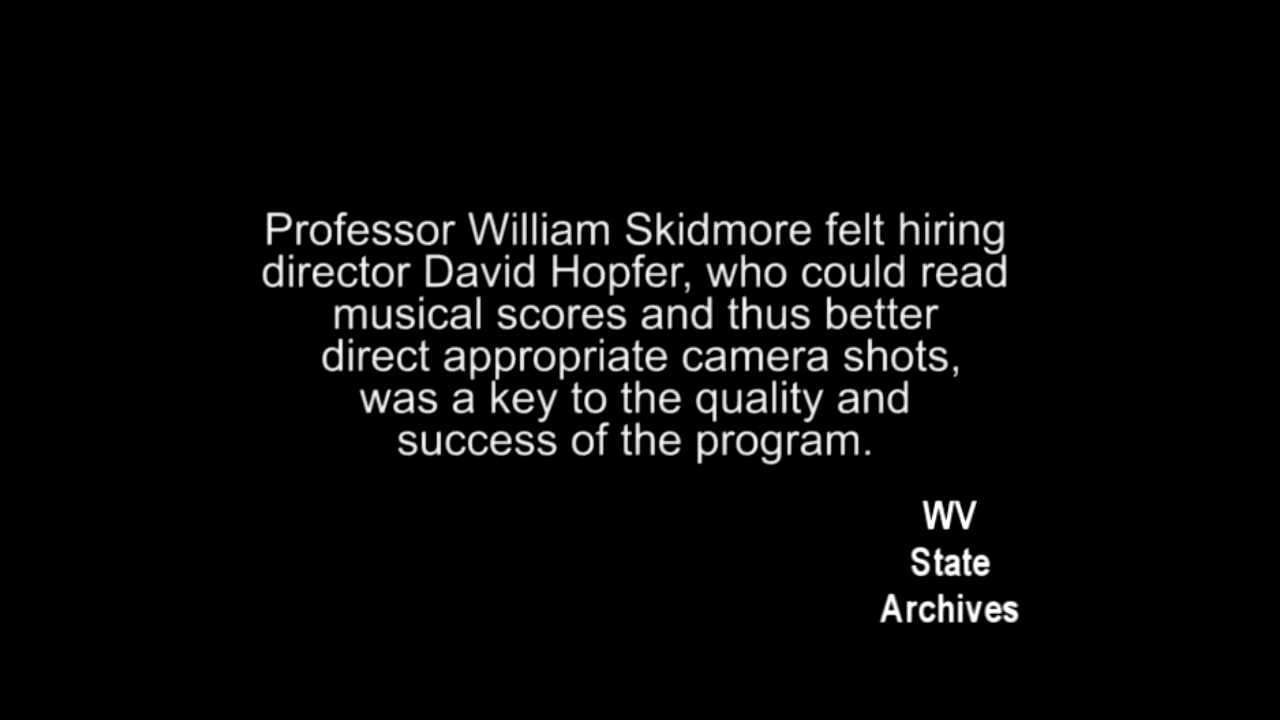 Professor William Skidmore felt hiring
director David Hopfer, who could read
musical scores and thus better
direct appropriate camera shots,
was a key to the quality and
success of the program.
WV
State
Archives